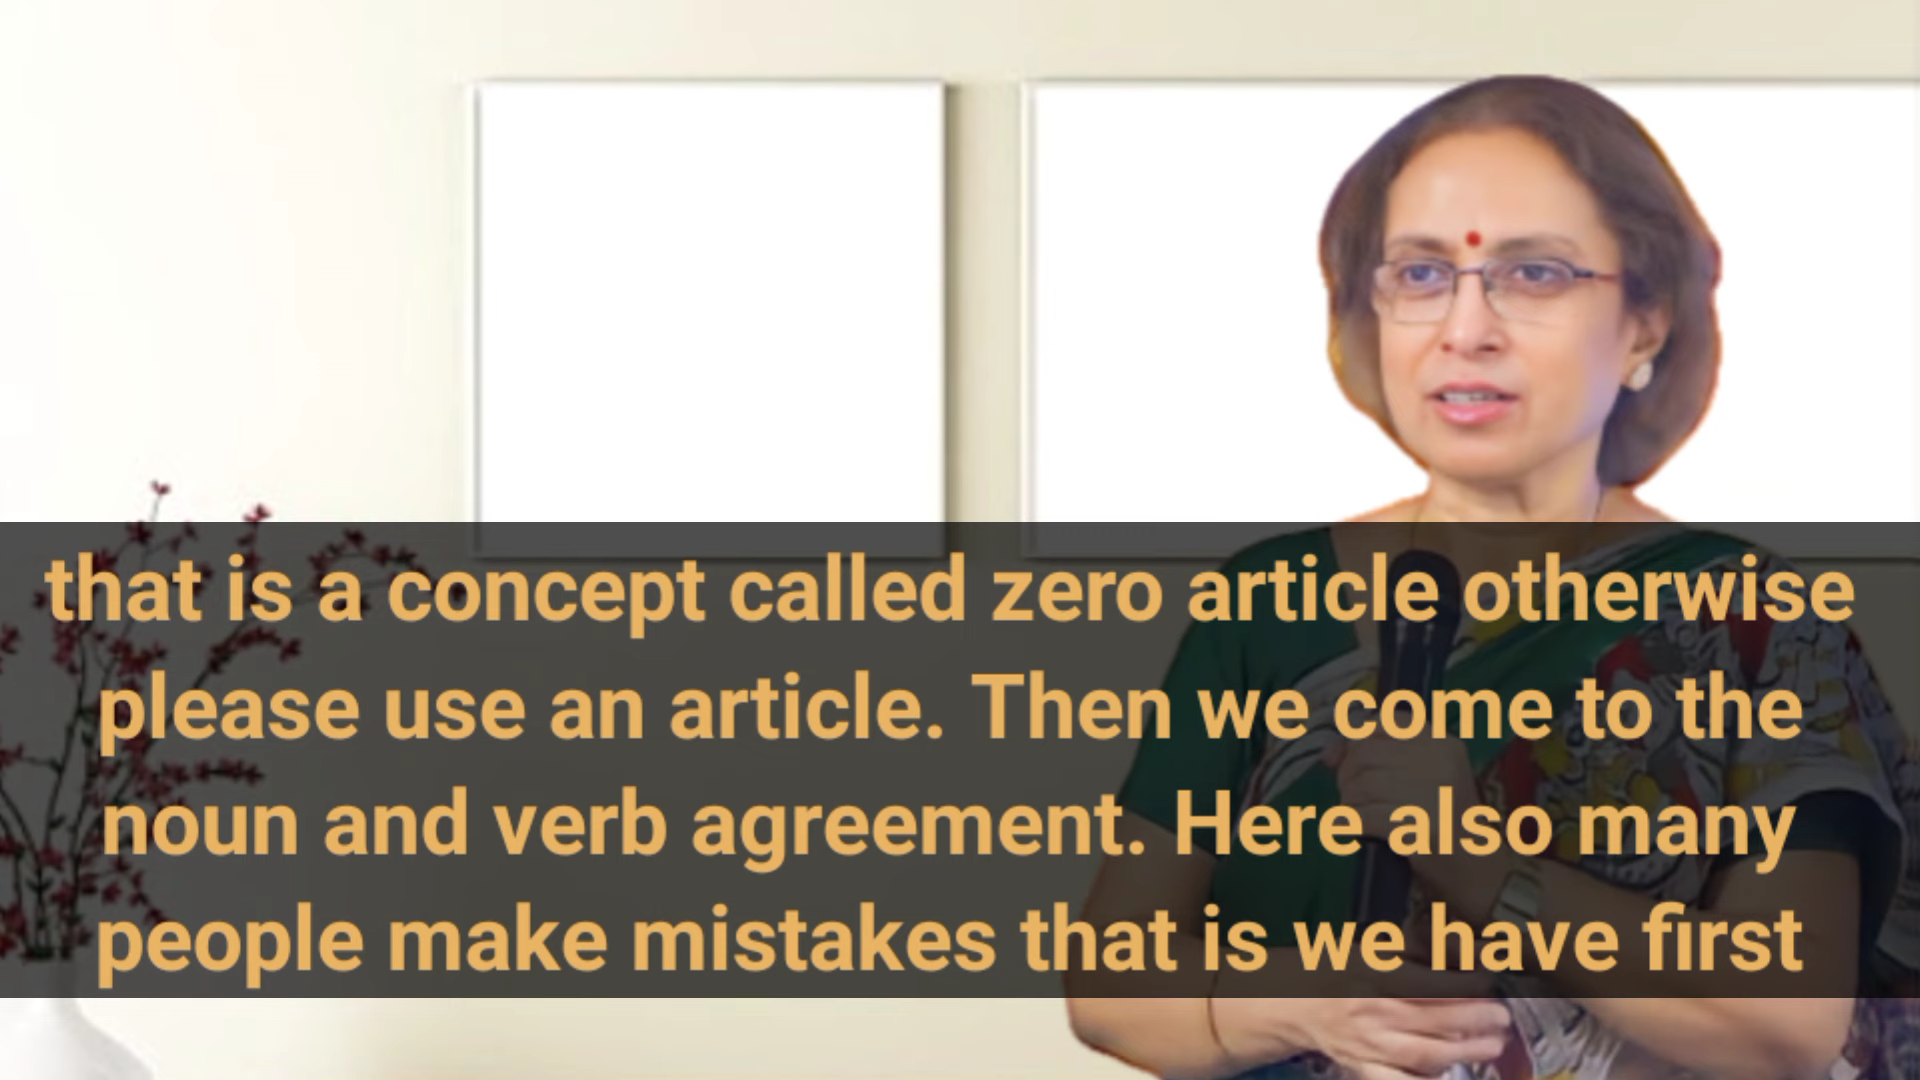 that is a concept called zero article otherwise
please use an article. Then we come to the
noun and verb agreement. Here also many
people make mistakes that is we have first